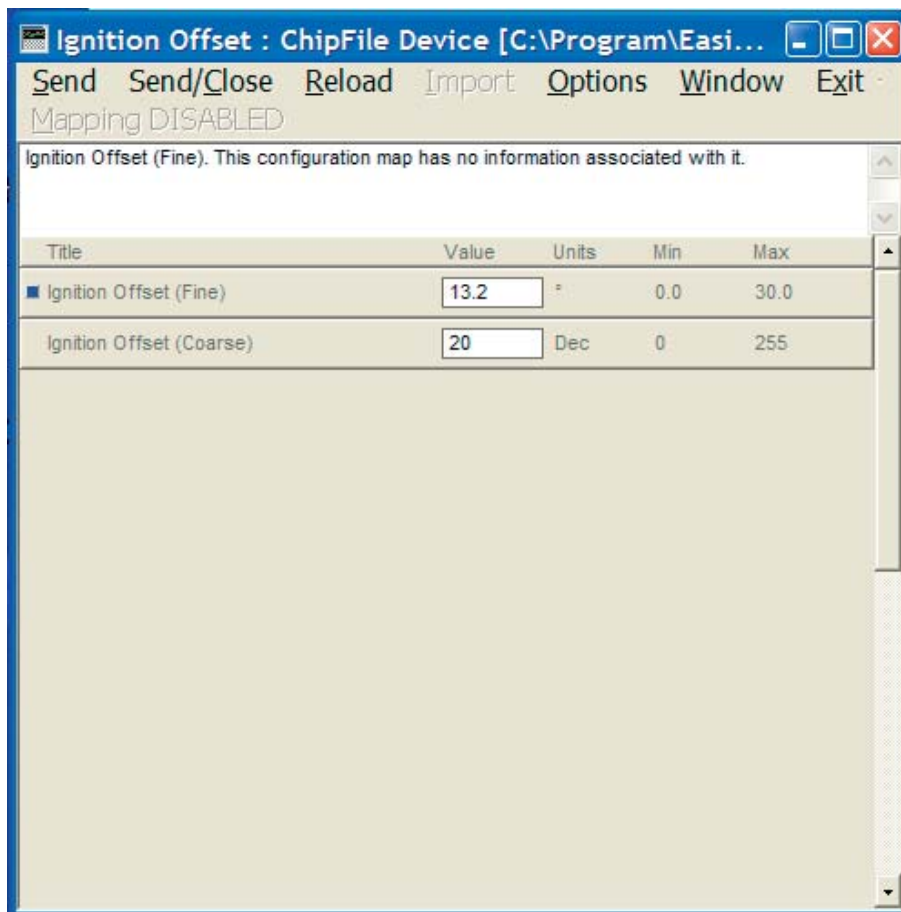 Ignition Offset : ChipFile Device [C:\Program\Easi...
Send Send/Close Reload Import Options Window Exit
Mapping DISABLED
Ignition Offset (Fine). This configuration map has no information associated with it.
Title Value Units Min Max
Ignition Offset (Fine) 13.2 ° 0.0 30.0
Ignition Offset (Coarse) 20 Dec 0 255